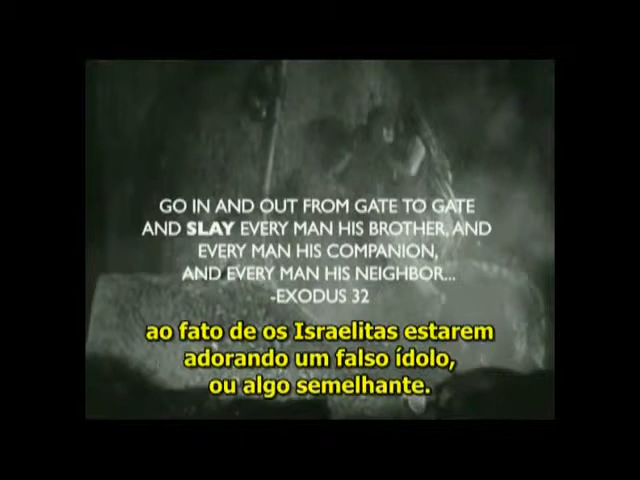 GO IN AND OUT FROM GATE TO GATE
AND SLAY EVERY MAN HIS BROTHER, AND
EVERY MAN HIS COMPANION,
AND EVERY MAN HIS NEIGHBOR...
-EXODUS 32
ao fato de os Israelitas estarem
adorando um falso ídolo,
ou algo semelhante.